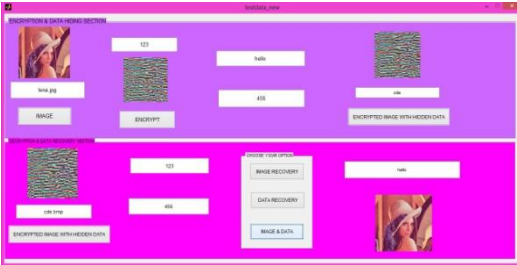 testdata_new
ENCRYPTION & DATA HIDING SECTION
123
hello
lena.jpg
455
cde
IMAGE
ENCRYPT
ENCRYPTED IMAGE WITH HIDDEN DATA
DECRYPTION & DATA RECOVERY SECTION
123
CHOOSE YOUR OPTION
IMAGE RECOVERY
hello
DATA RECOVERY
455
cde.bmp
IMAGE & DATA
ENCRYPTED IMAGE WITH HIDDEN DATA